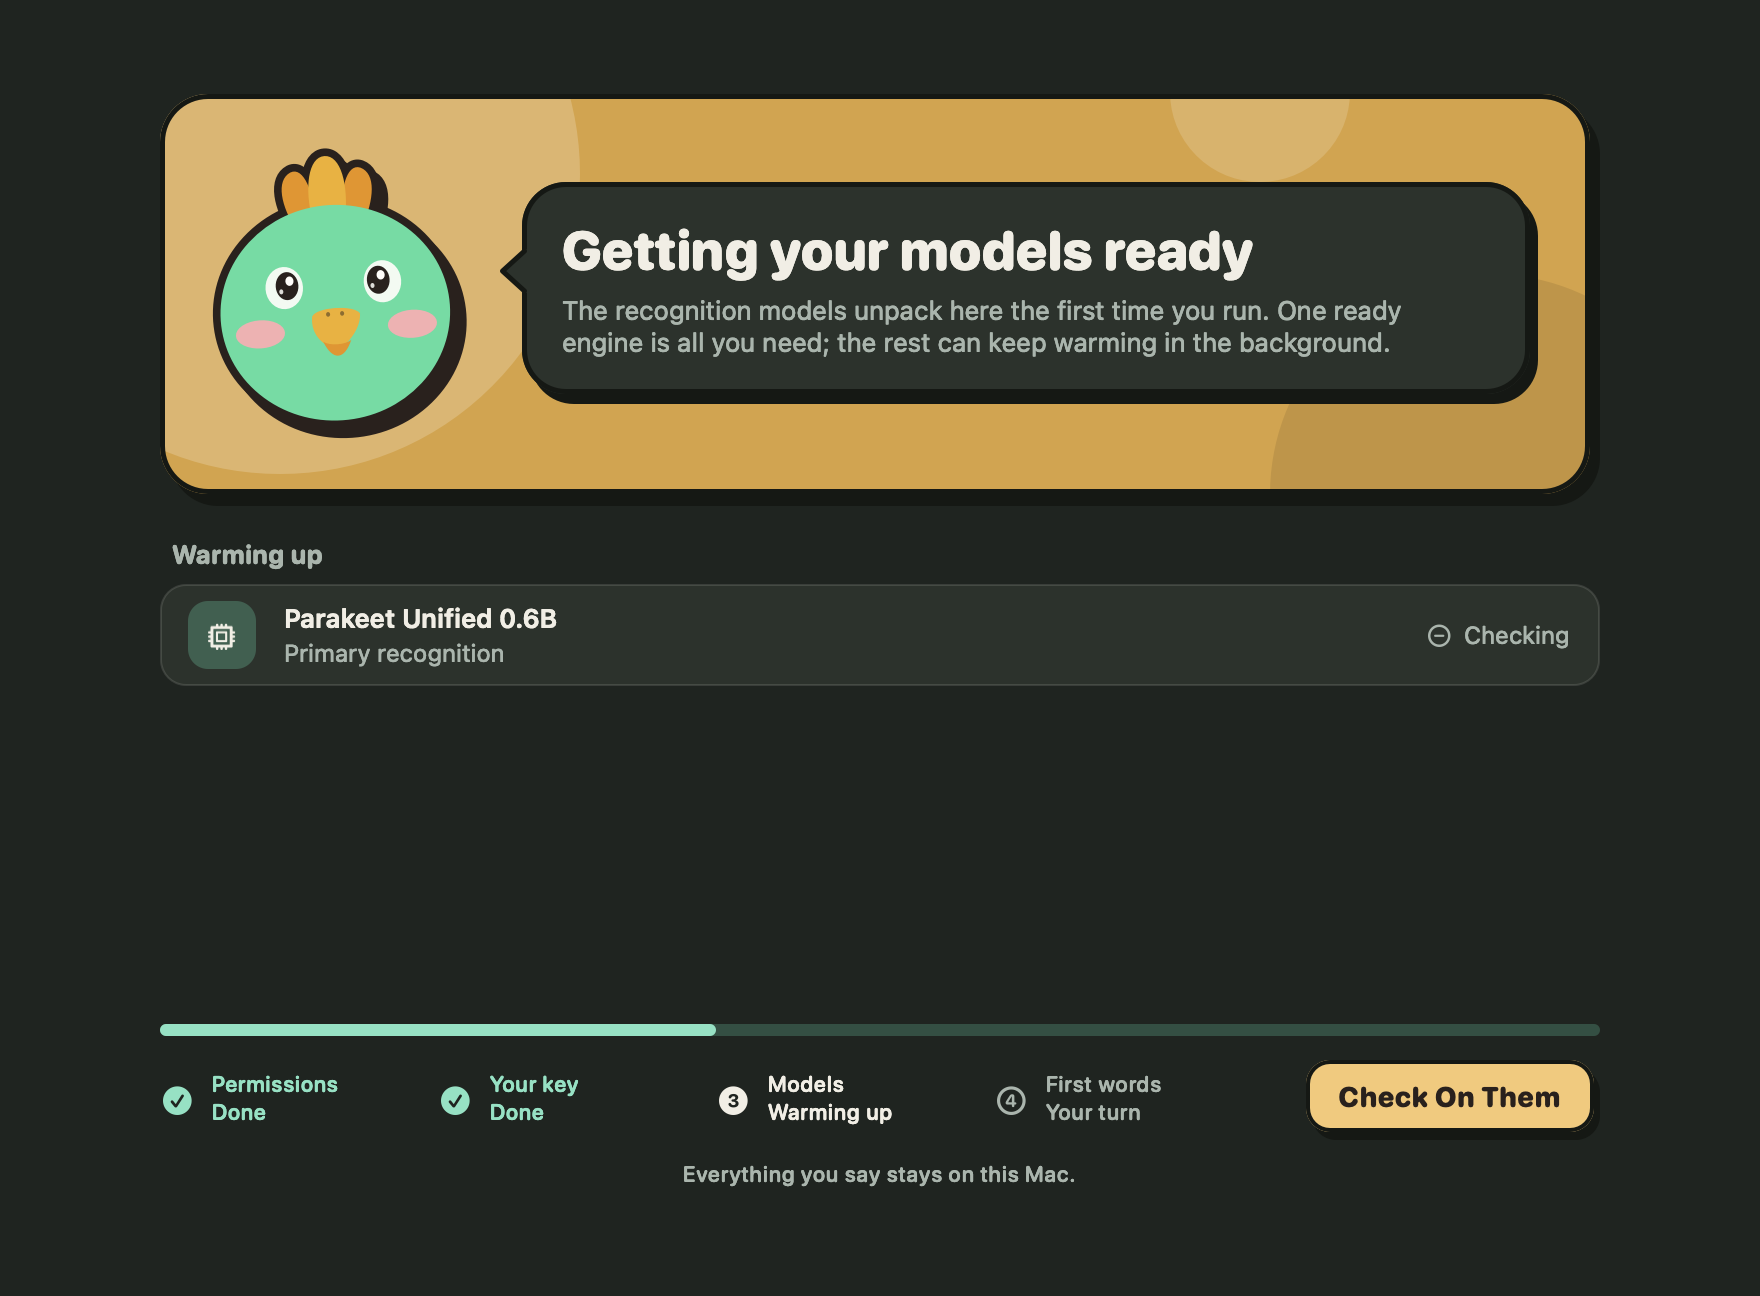 Getting your models ready
The recognition models unpack here the first time you run. One ready
engine is all you need; the rest can keep warming in the background.
Warming up
Parakeet Unified 0.6B
Primary recognition
Checking
Permissions
Done
Your key
Done
3
Models
Warming up
4
First words
Your turn
Check On Them
Everything you say stays on this Mac.